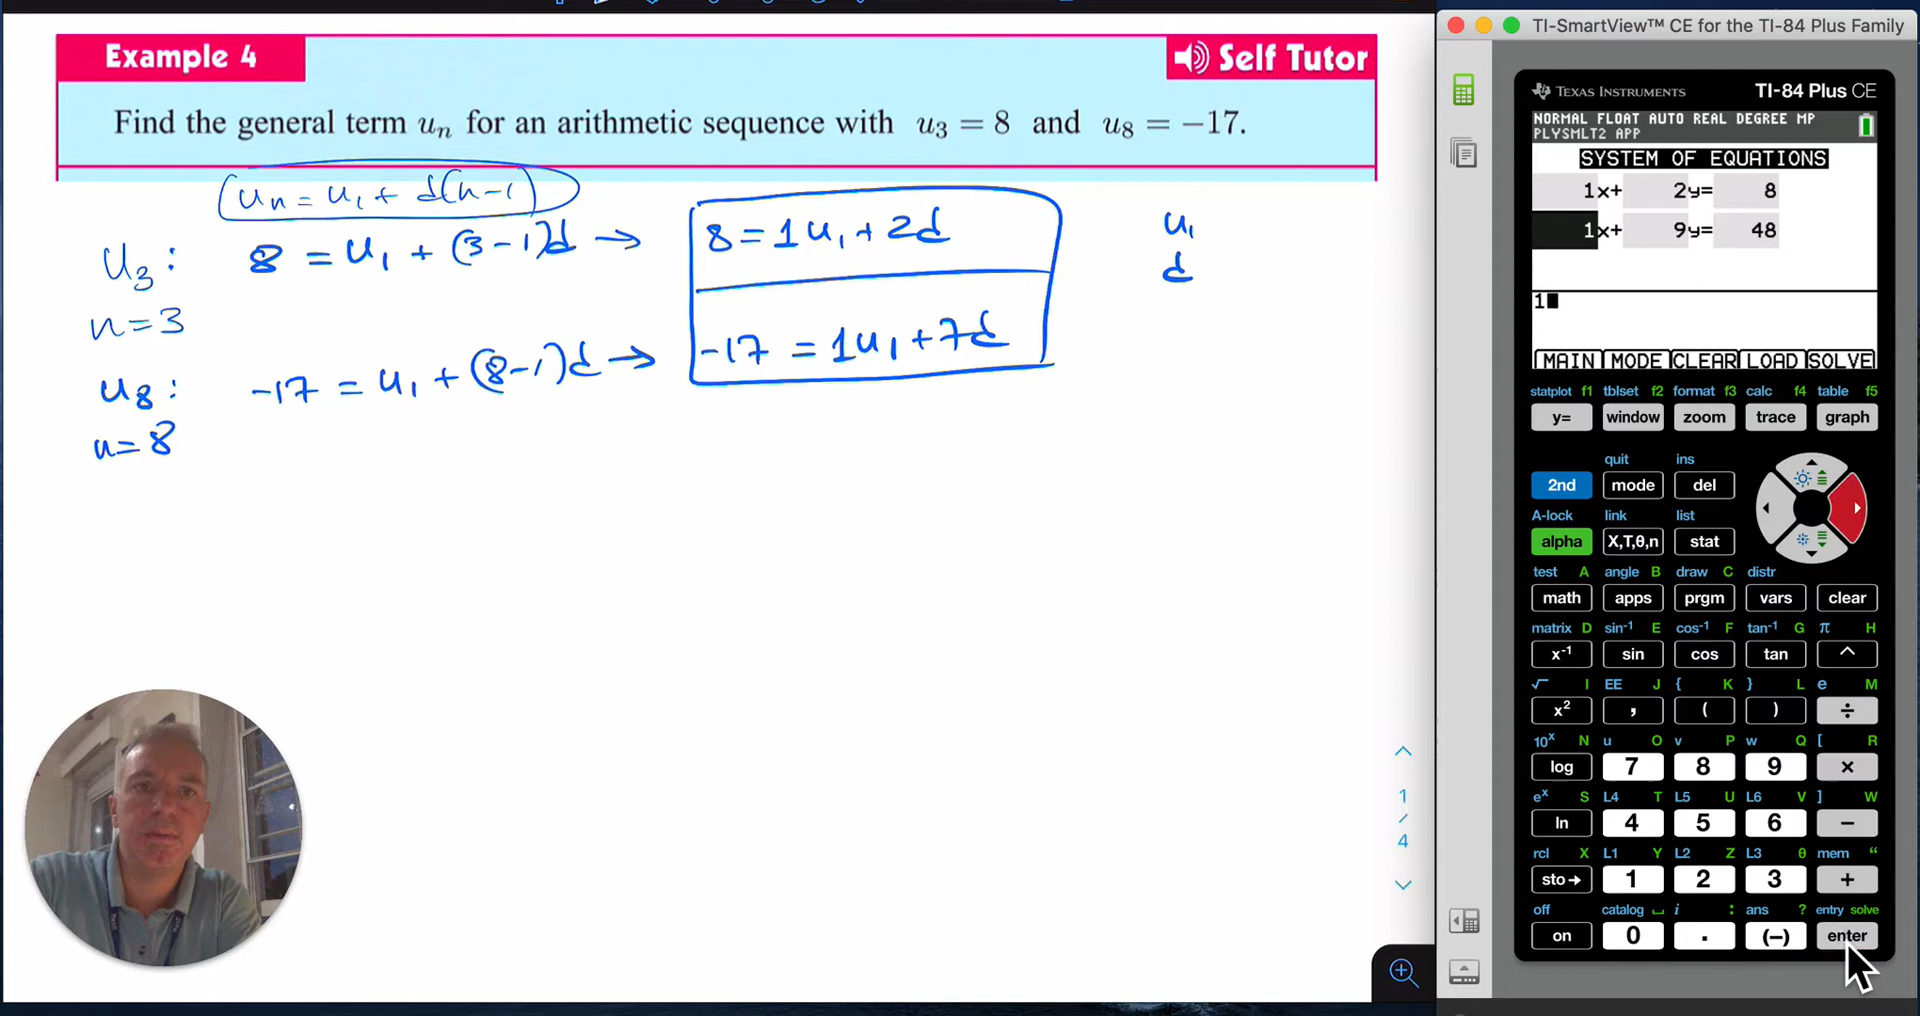 Example 4
Self Tutor
Find the general term uₙ for an arithmetic sequence with u₃ = 8 and u₈ = −17.
uₙ = u₁ + d(n−1)
u₃: 8 = u₁ + (3−1)d → 8 = 1u₁ + 2d
n=3
u₈: -17 = u₁ + (8−1)d → -17 = 1u₁ + 7d
n=8
u₁
d
1
/
4
TI-SmartView™ CE for the TI-84 Plus Family
TEXAS INSTRUMENTS TI-84 Plus CE
NORMAL FLOAT AUTO REAL DEGREE MP
PLYSMLT2 APP
SYSTEM OF EQUATIONS
1x+ 2y= 8
1x+ 9y= 48
1
MAIN MODE CLEAR LOAD SOLVE
statplot f1 tblset f2 format f3 calc f4 table f5
y= window zoom trace graph
quit ins
2nd mode del
A-lock link list
alpha X,T,θ,n stat
test A angle B draw C distr
math apps prgm vars clear
matrix D sin⁻¹ E cos⁻¹ F tan⁻¹ G π H
x⁻¹ sin cos tan ^
√ I EE J { K } L e M
x² , ( ) ÷
10ˣ N u O v P w Q [ R
log 7 8 9 ×
eˣ S L4 T L5 U L6 V ] W
ln 4 5 6 −
rcl X L1 Y L2 Z L3 θ mem “
sto→ 1 2 3 +
off catalog ⎵ i : ans ? entry solve
on 0 . (−) enter